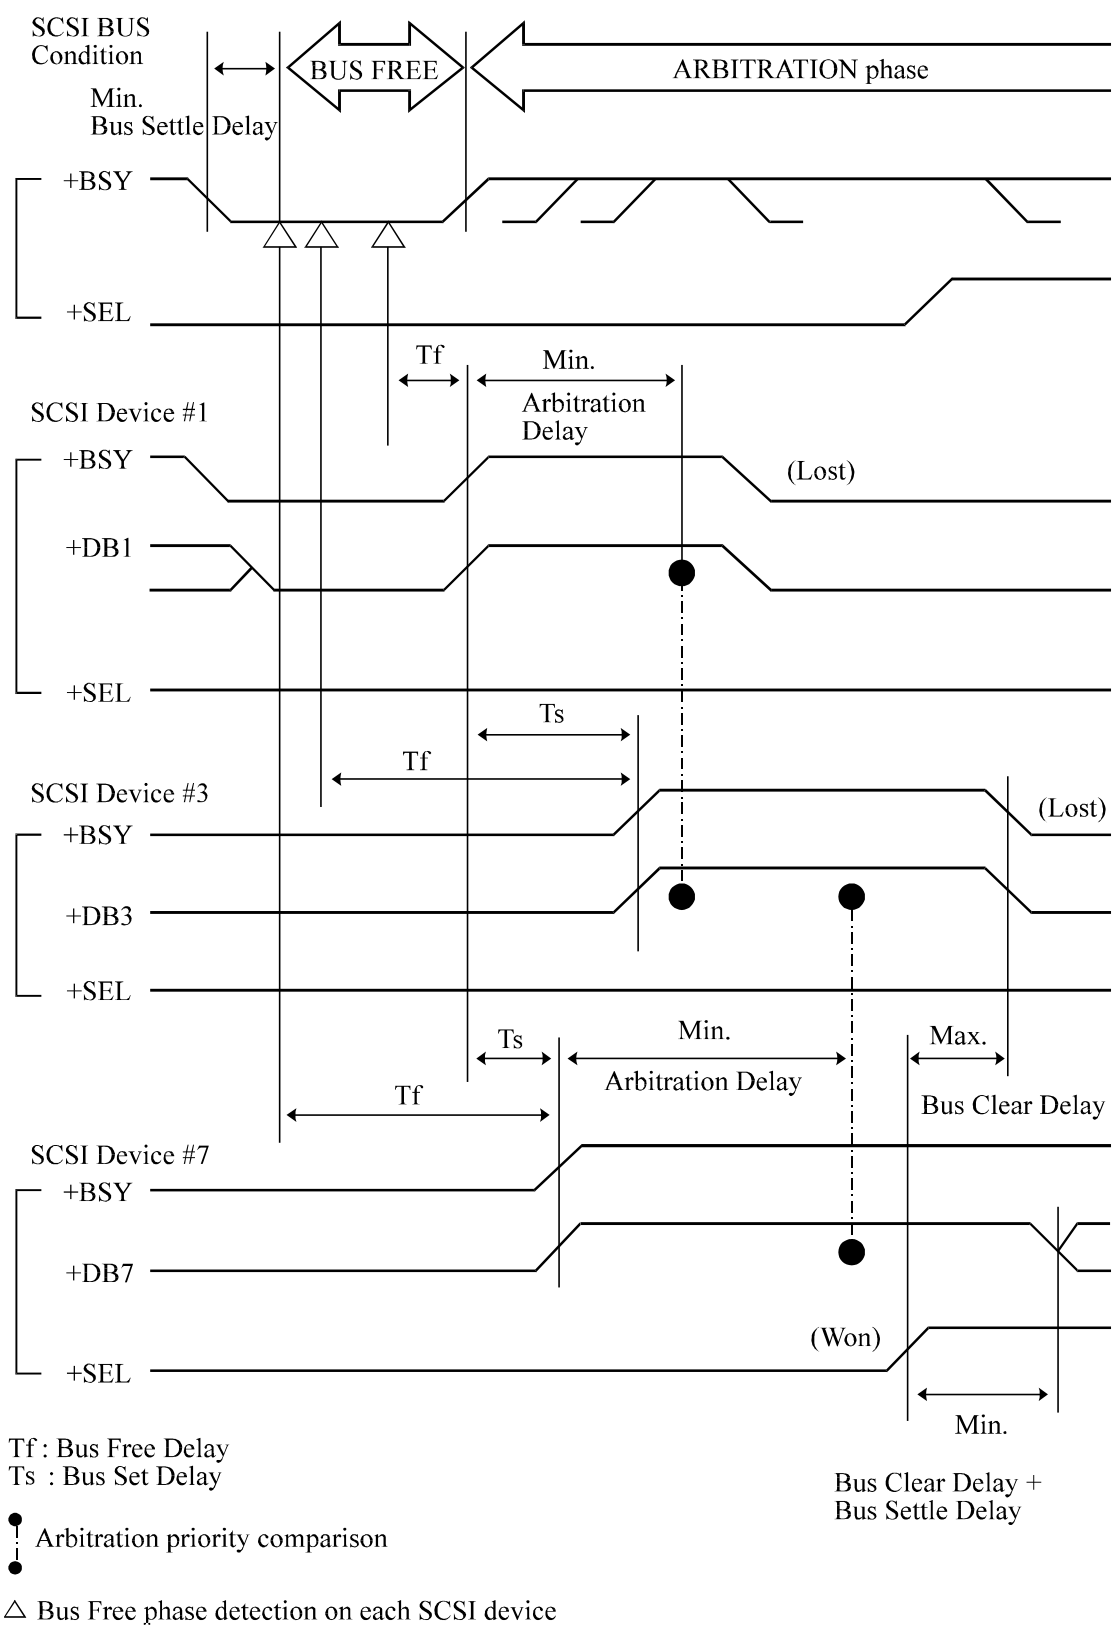 SCSI BUS
Condition
BUS FREE
ARBITRATION phase
Min.
Bus Settle Delay
+BSY
+SEL
Tf
Min.
Arbitration
Delay
SCSI Device #1
+BSY
(Lost)
+DB1
+SEL
Ts
Tf
SCSI Device #3
(Lost)
+BSY
+DB3
+SEL
Ts
Min.
Max.
Arbitration Delay
Tf
Bus Clear Delay
SCSI Device #7
+BSY
+DB7
(Won)
+SEL
Min.
Tf : Bus Free Delay
Ts : Bus Set Delay
Bus Clear Delay +
Bus Settle Delay
Arbitration priority comparison
Bus Free phase detection on each SCSI device